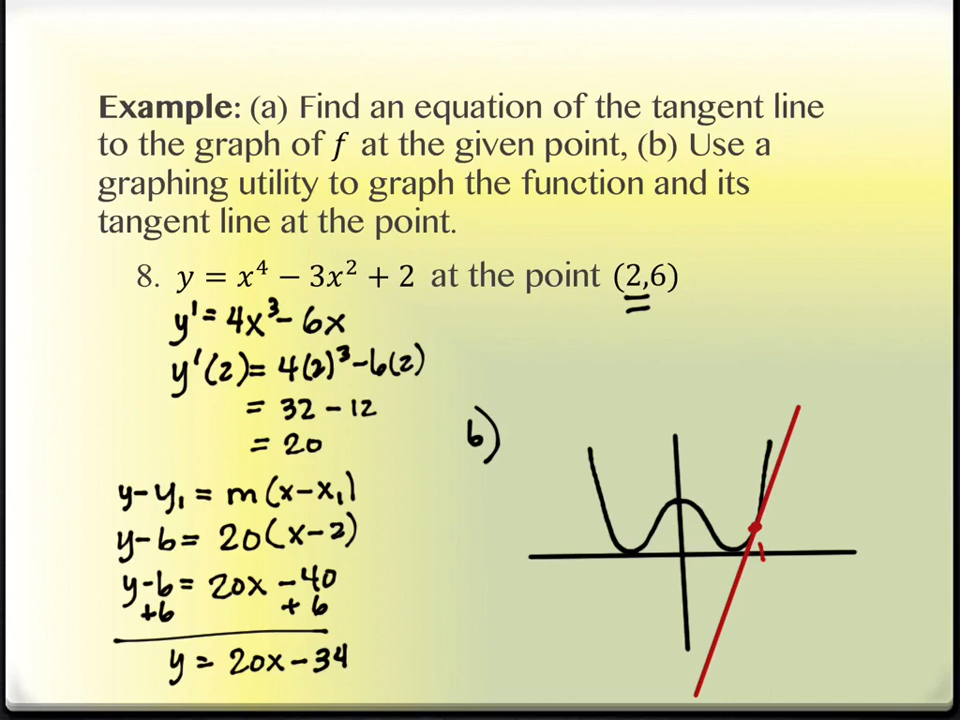 Example: (a) Find an equation of the tangent line
to the graph of f at the given point, (b) Use a
graphing utility to graph the function and its
tangent line at the point.
8. y = x⁴ − 3x² + 2 at the point (2,6)
y' = 4x³ − 6x
y'(2) = 4(2)³ − 6(2)
= 32 − 12
= 20
y − y₁ = m(x − x₁)
y − 6 = 20(x − 2)
y − 6 = 20x − 40
+6 + 6
y = 20x − 34
b)